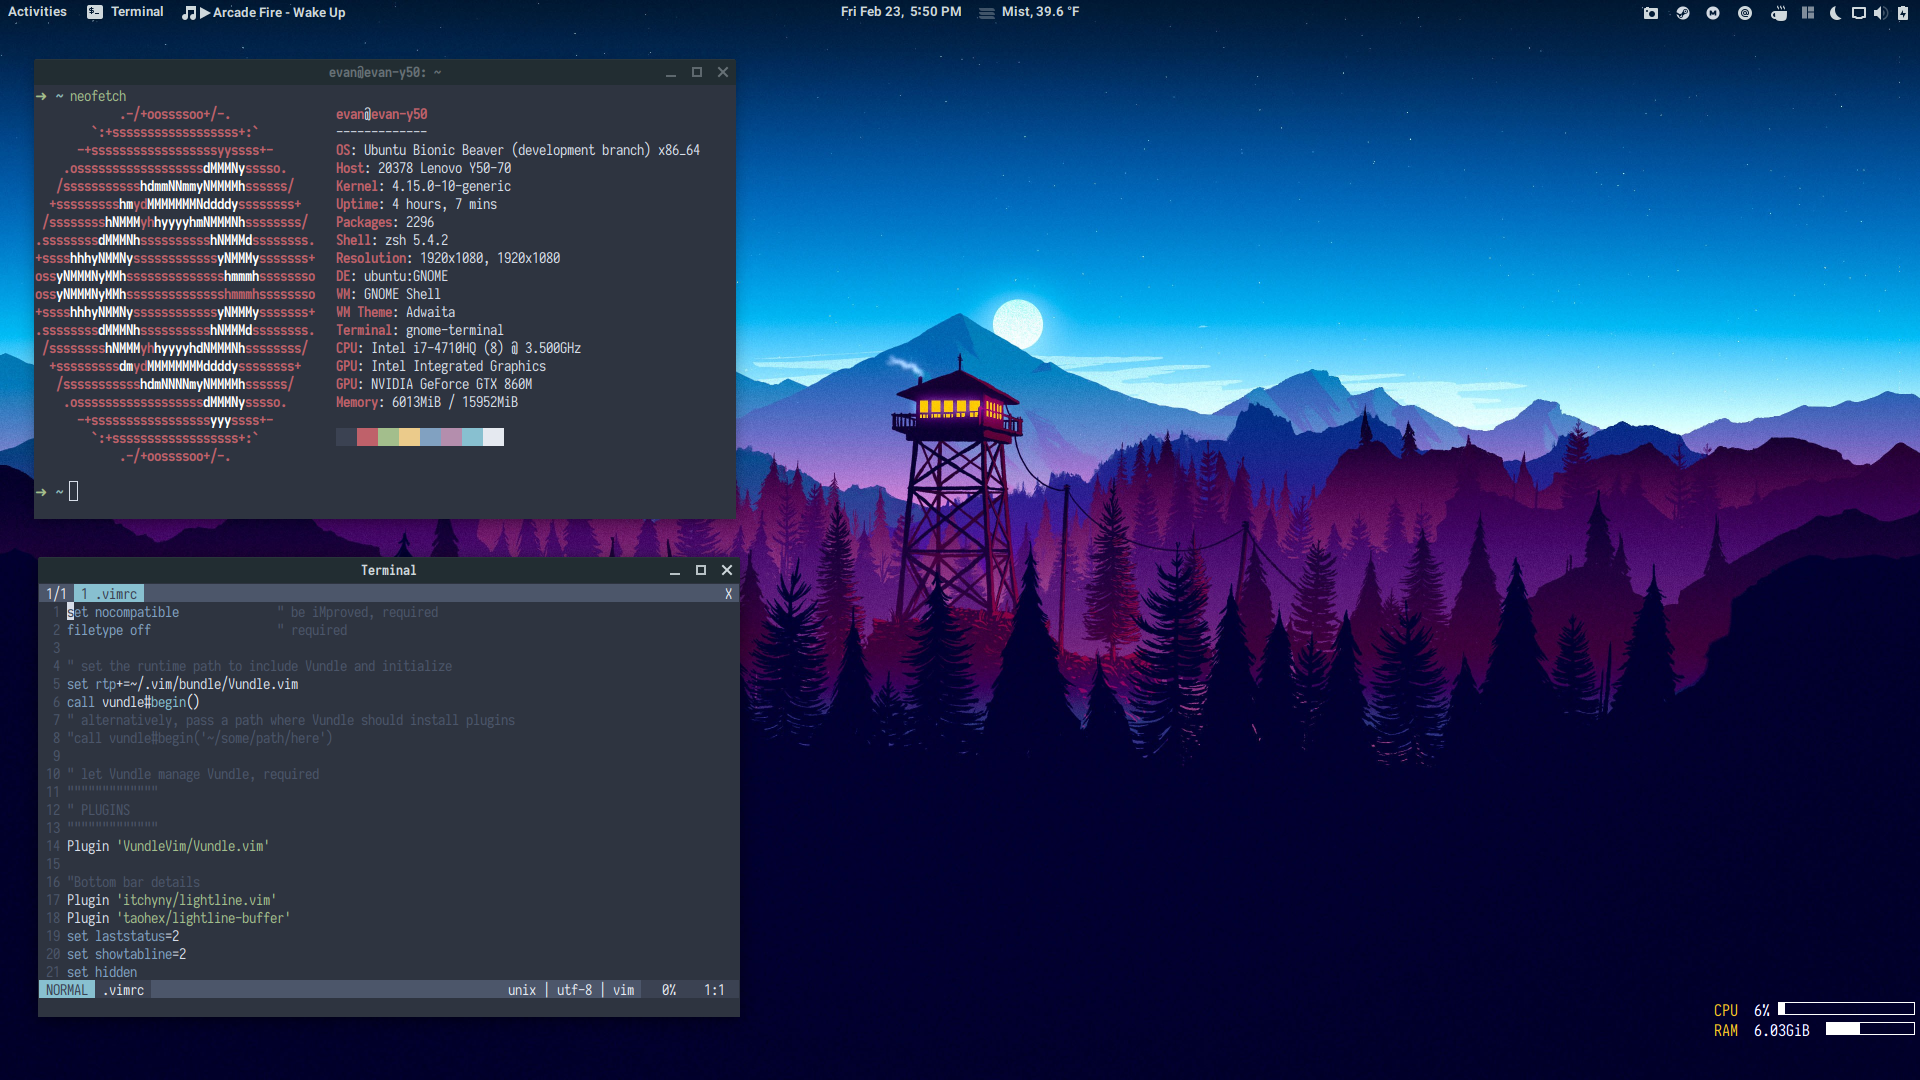 Activities Terminal ▶ Arcade Fire - Wake Up Fri Feb 23, 5:50 PM Mist, 39.6 °F
evan@evan-y50: ~
➜ ~ neofetch
.-/+oossssoo+/-. evan@evan-y50
`:+ssssssssssssssssss+:` -------------
-+ssssssssssssssssssyyssss+- OS: Ubuntu Bionic Beaver (development branch) x86_64
.ossssssssssssssssssdMMMNysssso. Host: 20378 Lenovo Y50-70
/ssssssssssshdmmNNmmyNMMMMhssssss/ Kernel: 4.15.0-10-generic
+ssssssssshmydMMMMMMMNddddyssssssss+ Uptime: 4 hours, 7 mins
/sssssssshNMMMyhhyyyyhmNMMMNhssssssss/ Packages: 2296
.ssssssssdMMMNhsssssssssshNMMMdssssssss. Shell: zsh 5.4.2
+sssshhhyNMMNyssssssssssssyNMMMysssssss+ Resolution: 1920x1080, 1920x1080
ossyNMMMNyMMhsssssssssssssshmmmhssssssso DE: ubuntu:GNOME
ossyNMMMNyMMhsssssssssssssshmmmhssssssso WM: GNOME Shell
+sssshhhyNMMNyssssssssssssyNMMMysssssss+ WM Theme: Adwaita
.ssssssssdMMMNhsssssssssshNMMMdssssssss. Terminal: gnome-terminal
/sssssssshNMMMyhhyyyyhdNMMMNhssssssss/ CPU: Intel i7-4710HQ (8) @ 3.500GHz
+sssssssssdmydMMMMMMMMddddyssssssss+ GPU: Intel Integrated Graphics
/ssssssssssshdmNNNNmyNMMMMhssssss/ GPU: NVIDIA GeForce GTX 860M
.ossssssssssssssssssdMMMNysssso. Memory: 6013MiB / 15952MiB
-+sssssssssssssssssyyyssss+-
`:+ssssssssssssssssss+:`
.-/+oossssoo+/-.
➜ ~
Terminal
1/1 1 .vimrc X
1 set nocompatible " be iMproved, required
2 filetype off " required
3
4 " set the runtime path to include Vundle and initialize
5 set rtp+=~/.vim/bundle/Vundle.vim
6 call vundle#begin()
7 " alternatively, pass a path where Vundle should install plugins
8 "call vundle#begin('~/some/path/here')
9
10 " let Vundle manage Vundle, required
11 """""""""""""
12 " PLUGINS
13 """""""""""""
14 Plugin 'VundleVim/Vundle.vim'
15
16 "Bottom bar details
17 Plugin 'itchyny/lightline.vim'
18 Plugin 'taohex/lightline-buffer'
19 set laststatus=2
20 set showtabline=2
21 set hidden
NORMAL .vimrc unix | utf-8 | vim 0% 1:1
CPU 6%
RAM 6.03GiB